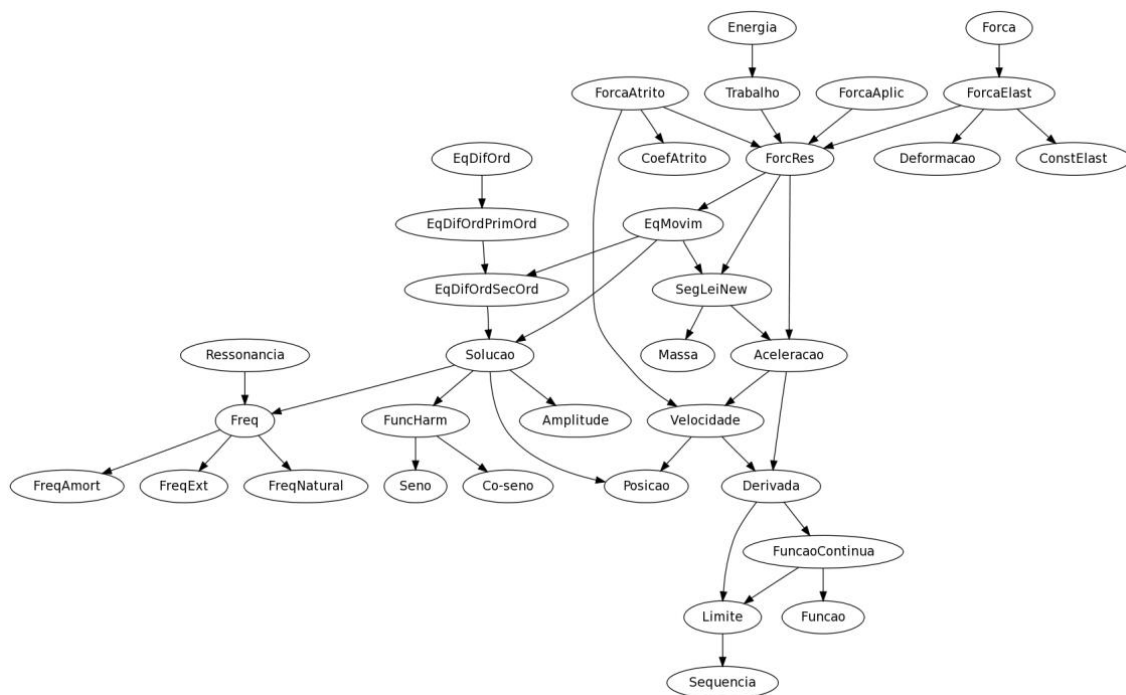 Energia
Forca
ForcaAtrito
Trabalho
ForcaAplic
ForcaElast
EqDifOrd
CoefAtrito
ForcRes
Deformacao
ConstElast
EqDifOrdPrimOrd
EqMovim
EqDifOrdSecOrd
SegLeiNew
Ressonancia
Solucao
Massa
Aceleracao
Freq
FuncHarm
Amplitude
Velocidade
FreqAmort
FreqExt
FreqNatural
Seno
Co-seno
Posicao
Derivada
FuncaoContinua
Limite
Funcao
Sequencia